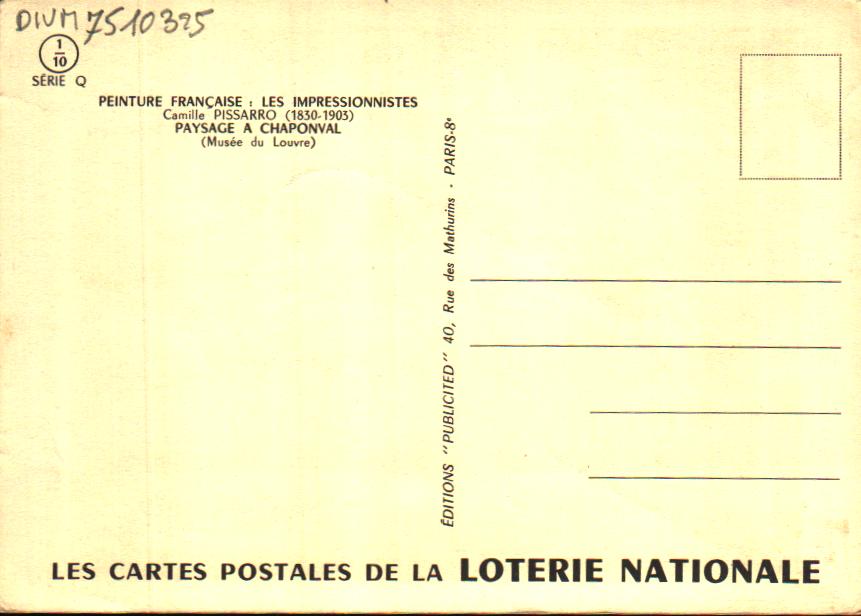 DIVM 7510325
1
10
SÉRIE Q
PEINTURE FRANÇAISE : LES IMPRESSIONNISTES
Camille PISSARRO (1830-1903)
PAYSAGE A CHAPONVAL
(Musée du Louvre)
ÉDITIONS "PUBLICITED" 40, Rue des Mathurins - PARIS-8e
LES CARTES POSTALES DE LA LOTERIE NATIONALE